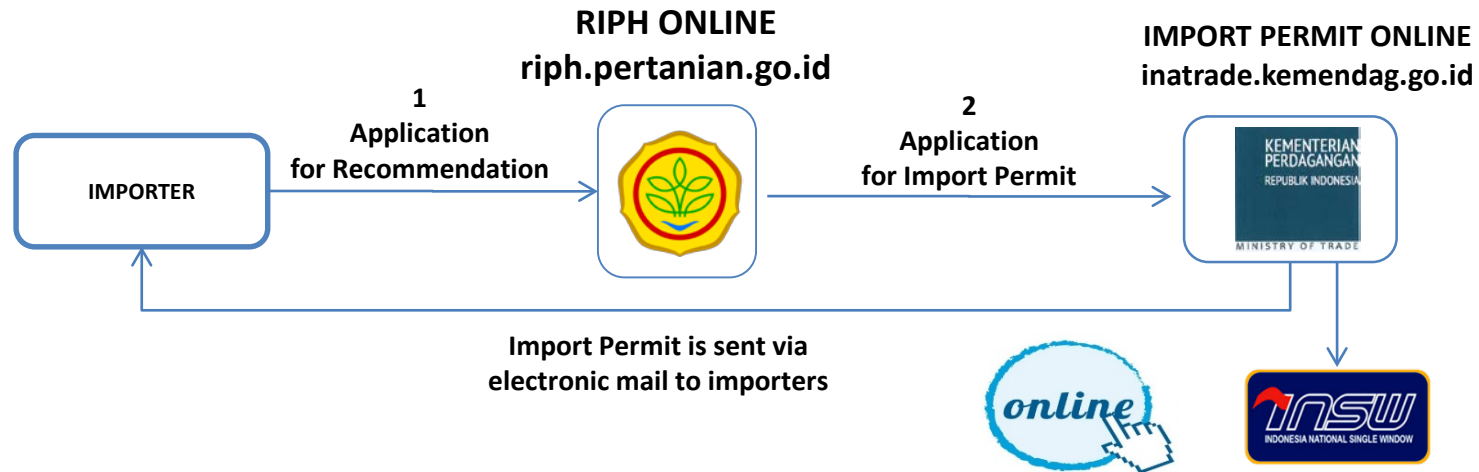 RIPH ONLINE
riph.pertanian.go.id
IMPORT PERMIT ONLINE
inatrade.kemendag.go.id
1
Application
for Recommendation
2
Application
for Import Permit
IMPORTER
KEMENTERIAN
PERDAGANGAN
REPUBLIK INDONESIA
MINISTRY OF TRADE
Import Permit is sent via
electronic mail to importers
online
INSW
INDONESIA NATIONAL SINGLE WINDOW